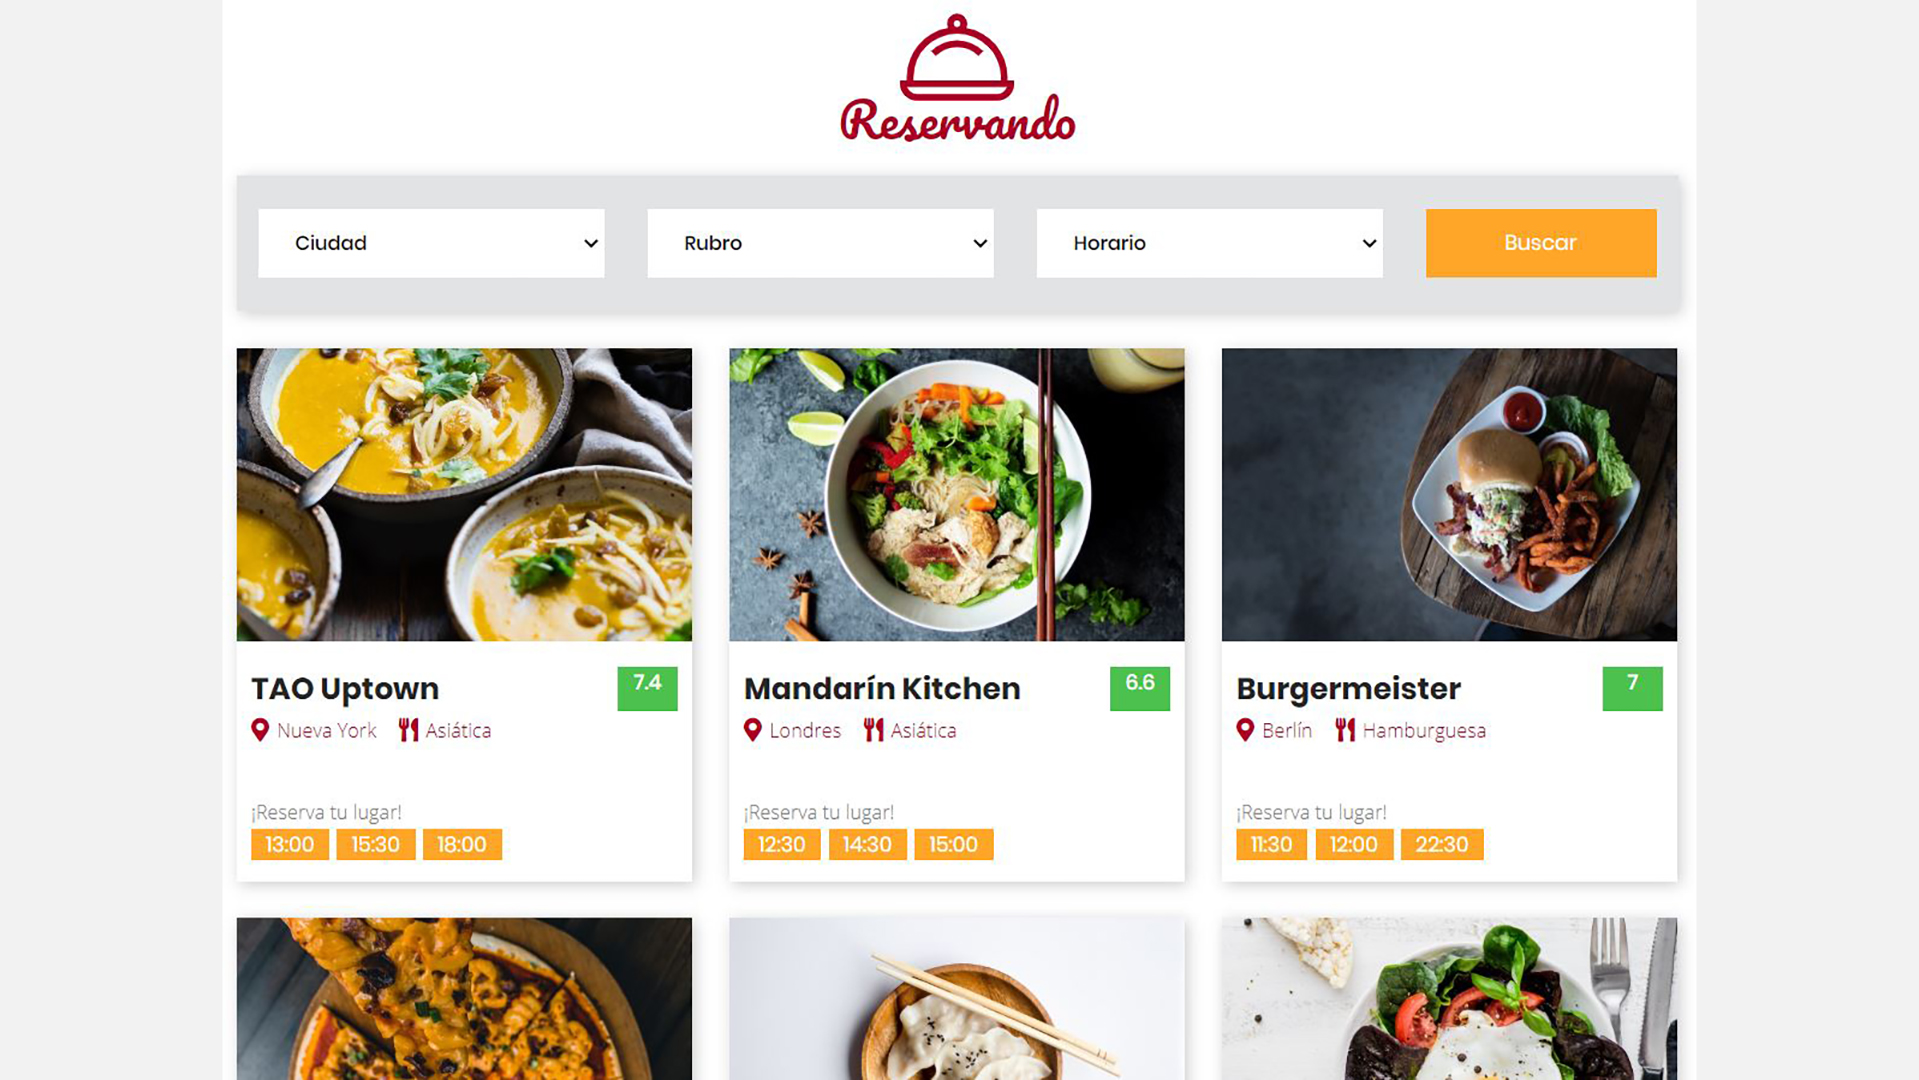 Reservando
Ciudad
Rubro
Horario
Buscar
TAO Uptown
7.4
Nueva York
Asiática
¡Reserva tu lugar!
13:00 15:30 18:00
Mandarín Kitchen
6.6
Londres
Asiática
¡Reserva tu lugar!
12:30 14:30 15:00
Burgermeister
7
Berlín
Hamburguesa
¡Reserva tu lugar!
11:30 12:00 22:30